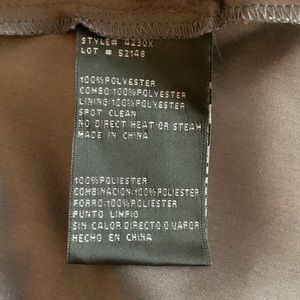 STYLE# 4230X
LOT # 52148
100%POLYESTER
COMBO:100%POLYESTER
LINING:100%POLYESTER
SPOT CLEAN
NO DIRECT HEAT OR STEAM
MADE IN CHINA
100%POLIESTER
COMBINACION:100%POLIESTER
FORRO:100%POLIESTER
PUNTO LIMPIO
SIN CALOR DIRECTO O VAPOR
HECHO EN CHINA